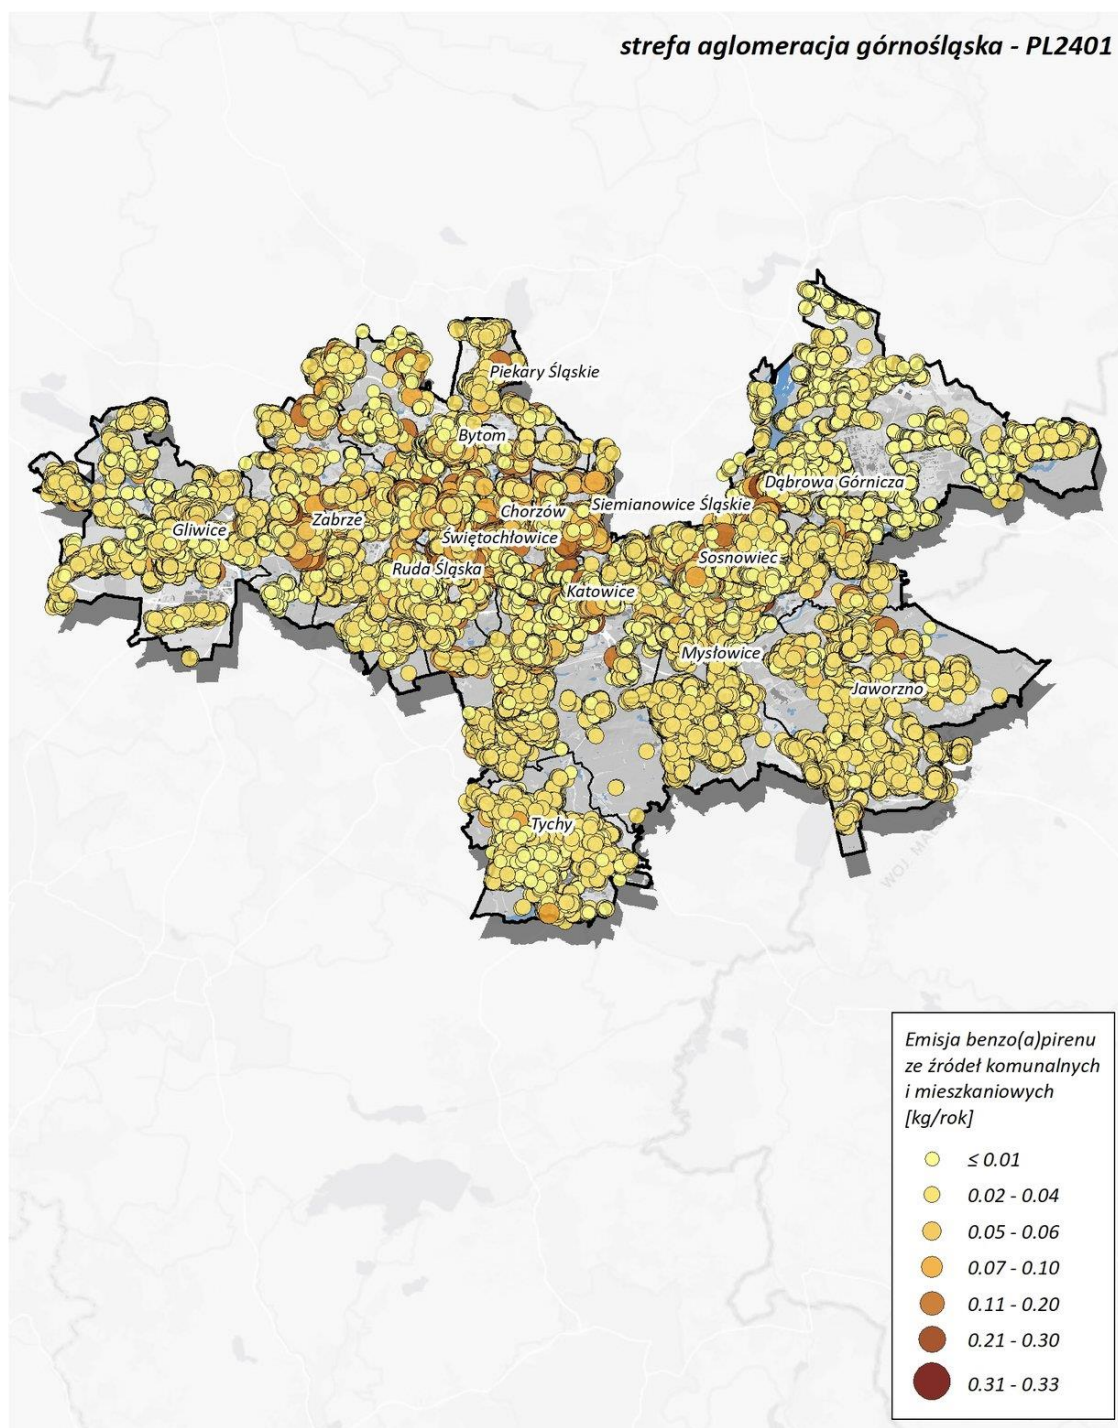 strefa aglomeracja górnośląska - PL2401
Piekary Śląskie
Bytom
Dąbrowa Górnicza
Siemianowice Śląskie
Chorzów
Zabrze
Gliwice
Świętochłowice
Sosnowiec
Ruda Śląska
Katowice
Mysłowice
Jaworzno
Tychy
Emisja benzo(a)pirenu
ze źródeł komunalnych
i mieszkaniowych
[kg/rok]
≤ 0.01
0.02 - 0.04
0.05 - 0.06
0.07 - 0.10
0.11 - 0.20
0.21 - 0.30
0.31 - 0.33